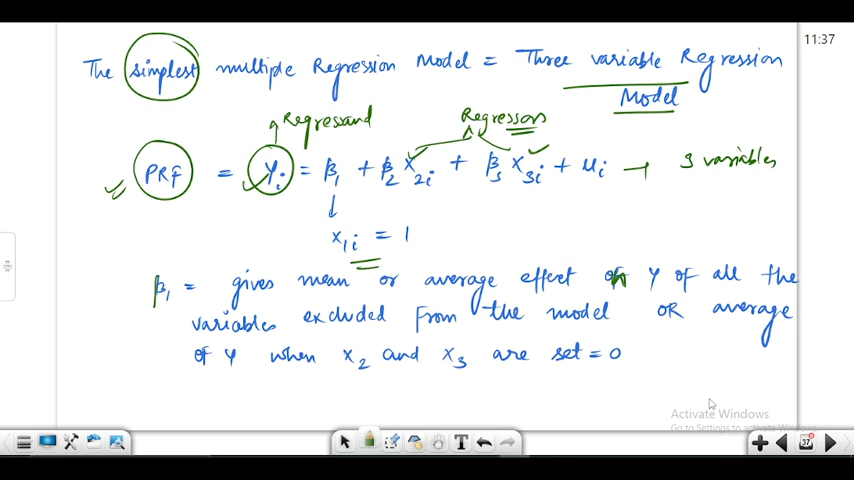 11:37
The simplest multiple Regression Model = Three variable Regression
Model
Regressand
Regressors
PRF = Yi = β1 + β2 X2i + β3 X3i + ui → 3 variables
↓
X1i = 1
β1 = gives mean or average effect on Y of all the
variables excluded from the model OR average
of Y when X2 and X3 are set = 0
Activate Windows
Go to Settings to activate Windows.
37